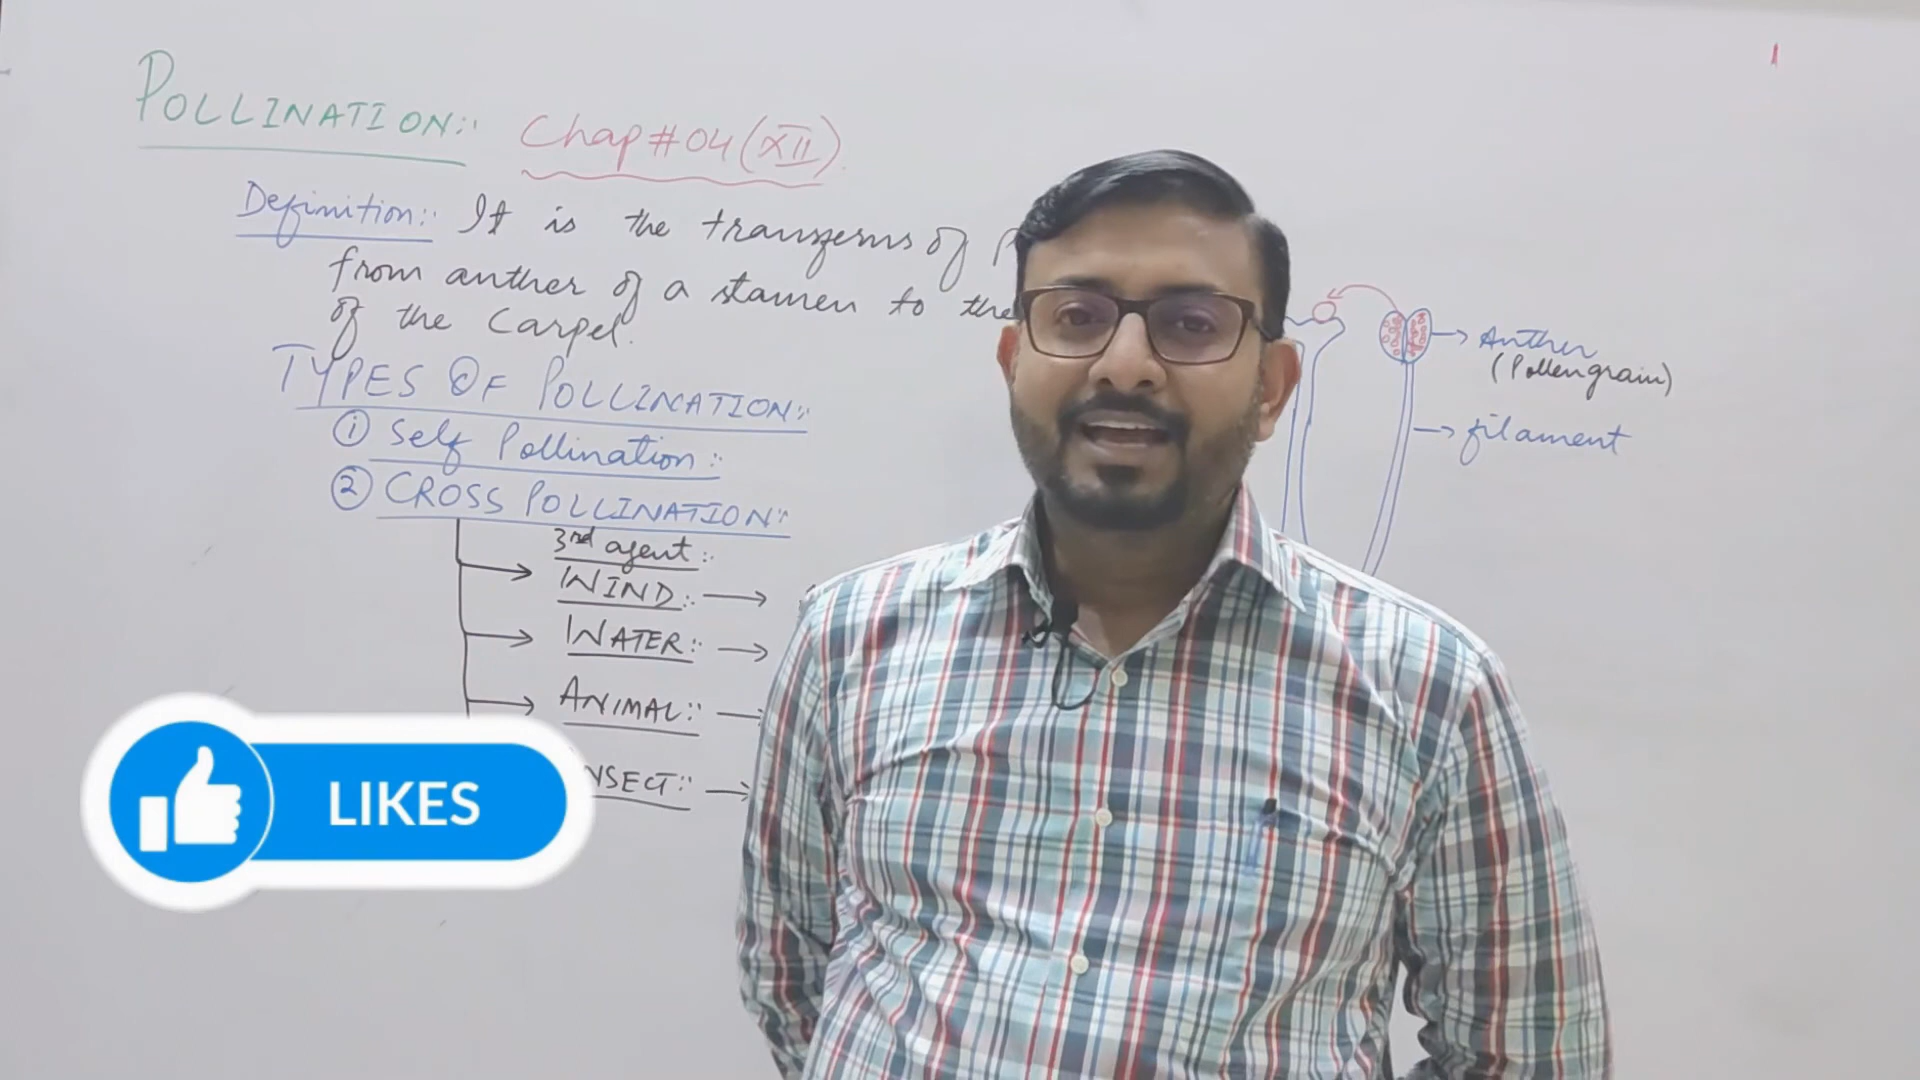 POLLINATION:: Chap # 04 (XII).
Definition:: It is the transfers of P
from anther of a stamen to the
of the Carpel.
TYPES OF POLLINATION::
① Self Pollination ::
② CROSS POLLINATION::
3rd agent ::
WIND ::
WATER ::
ANIMAL ::
NSECT ::
Anther
(Pollengrain)
filament
LIKES